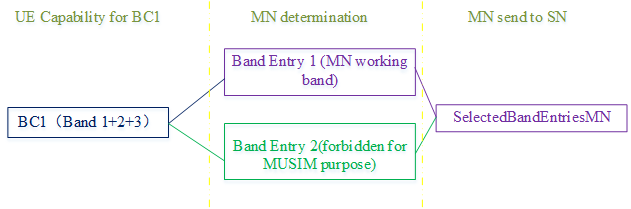 UE Capability for BC1
MN determination
MN send to SN
Band Entry 1 (MN working
band)
BC1（Band 1+2+3）
SelectedBandEntriesMN
Band Entry 2(forbidden for
MUSIM purpose)